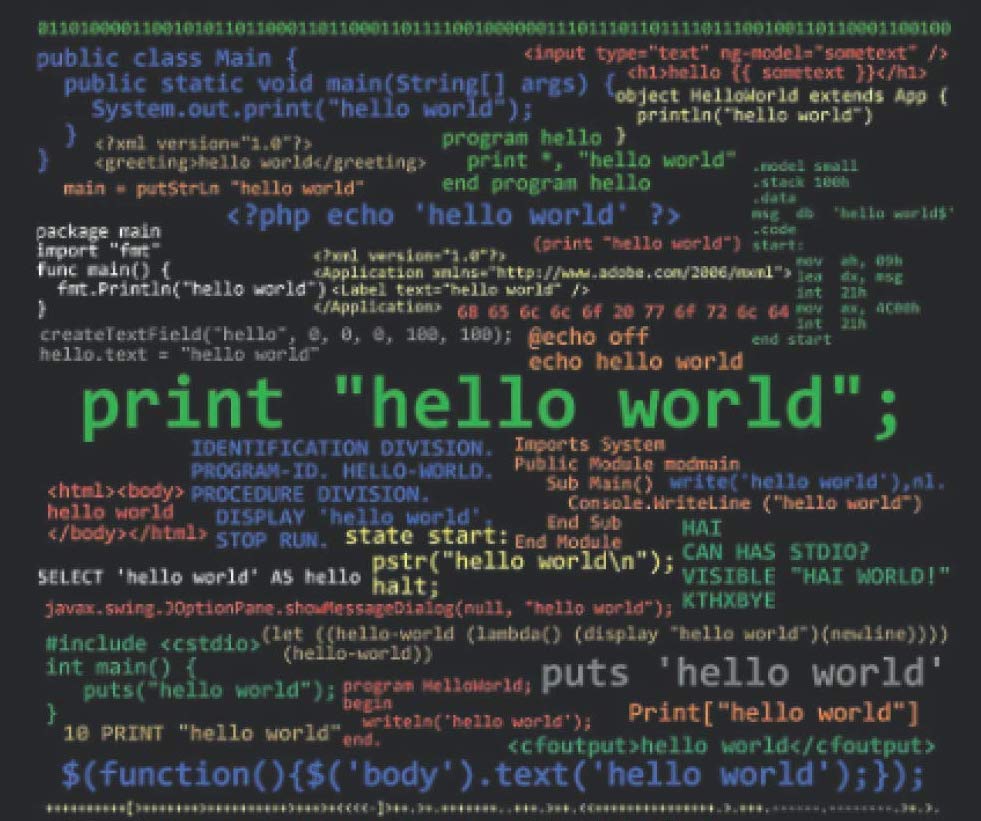 0110100001100101011011000110110001101111001000000111011101101111011100100110110001100100
public class Main {
public static void main(String[] args) {
System.out.print("hello world");
}
}
<input type="text" ng-model="sometext" />
<h1>hello {{ sometext }}</h1>
object HelloWorld extends App {
println("hello world")
}
<?xml version="1.0"?>
<greeting>hello world</greeting>
program hello
print *, "hello world"
end program hello
main = putStrLn "hello world"
.model small
.stack 100h
.data
msg db 'hello world$'
.code
start:
mov ah, 09h
lea dx, msg
int 21h
mov ax, 4C00h
int 21h
end start
<?php echo 'hello world' ?>
package main
import "fmt"
func main() {
fmt.Println("hello world")
}
(print "hello world")
<?xml version="1.0"?>
<Application xmlns="http://www.adobe.com/2006/mxml">
<Label text="hello world" />
</Application>
68 65 6c 6c 6f 20 77 6f 72 6c 64
createTextField("hello", 0, 0, 0, 100, 100);
hello.text = "hello world"
@echo off
echo hello world
print "hello world";
IDENTIFICATION DIVISION.
PROGRAM-ID. HELLO-WORLD.
PROCEDURE DIVISION.
DISPLAY 'hello world'.
STOP RUN.
Imports System
Public Module modmain
Sub Main()
Console.WriteLine ("hello world")
End Sub
End Module
write('hello world'),nl.
<html><body>
hello world
</body></html>
state start:
pstr("hello world\n");
halt;
HAI
CAN HAS STDIO?
VISIBLE "HAI WORLD!"
KTHXBYE
SELECT 'hello world' AS hello
javax.swing.JOptionPane.showMessageDialog(null, "hello world");
#include <cstdio>
int main() {
puts("hello world");
}
(let ((hello-world (lambda() (display "hello world")(newline))))
(hello-world))
puts 'hello world'
program HelloWorld;
begin
writeln('hello world');
end.
Print["hello world"]
10 PRINT "hello world"
<cfoutput>hello world</cfoutput>
$(function(){$('body').text('hello world');});